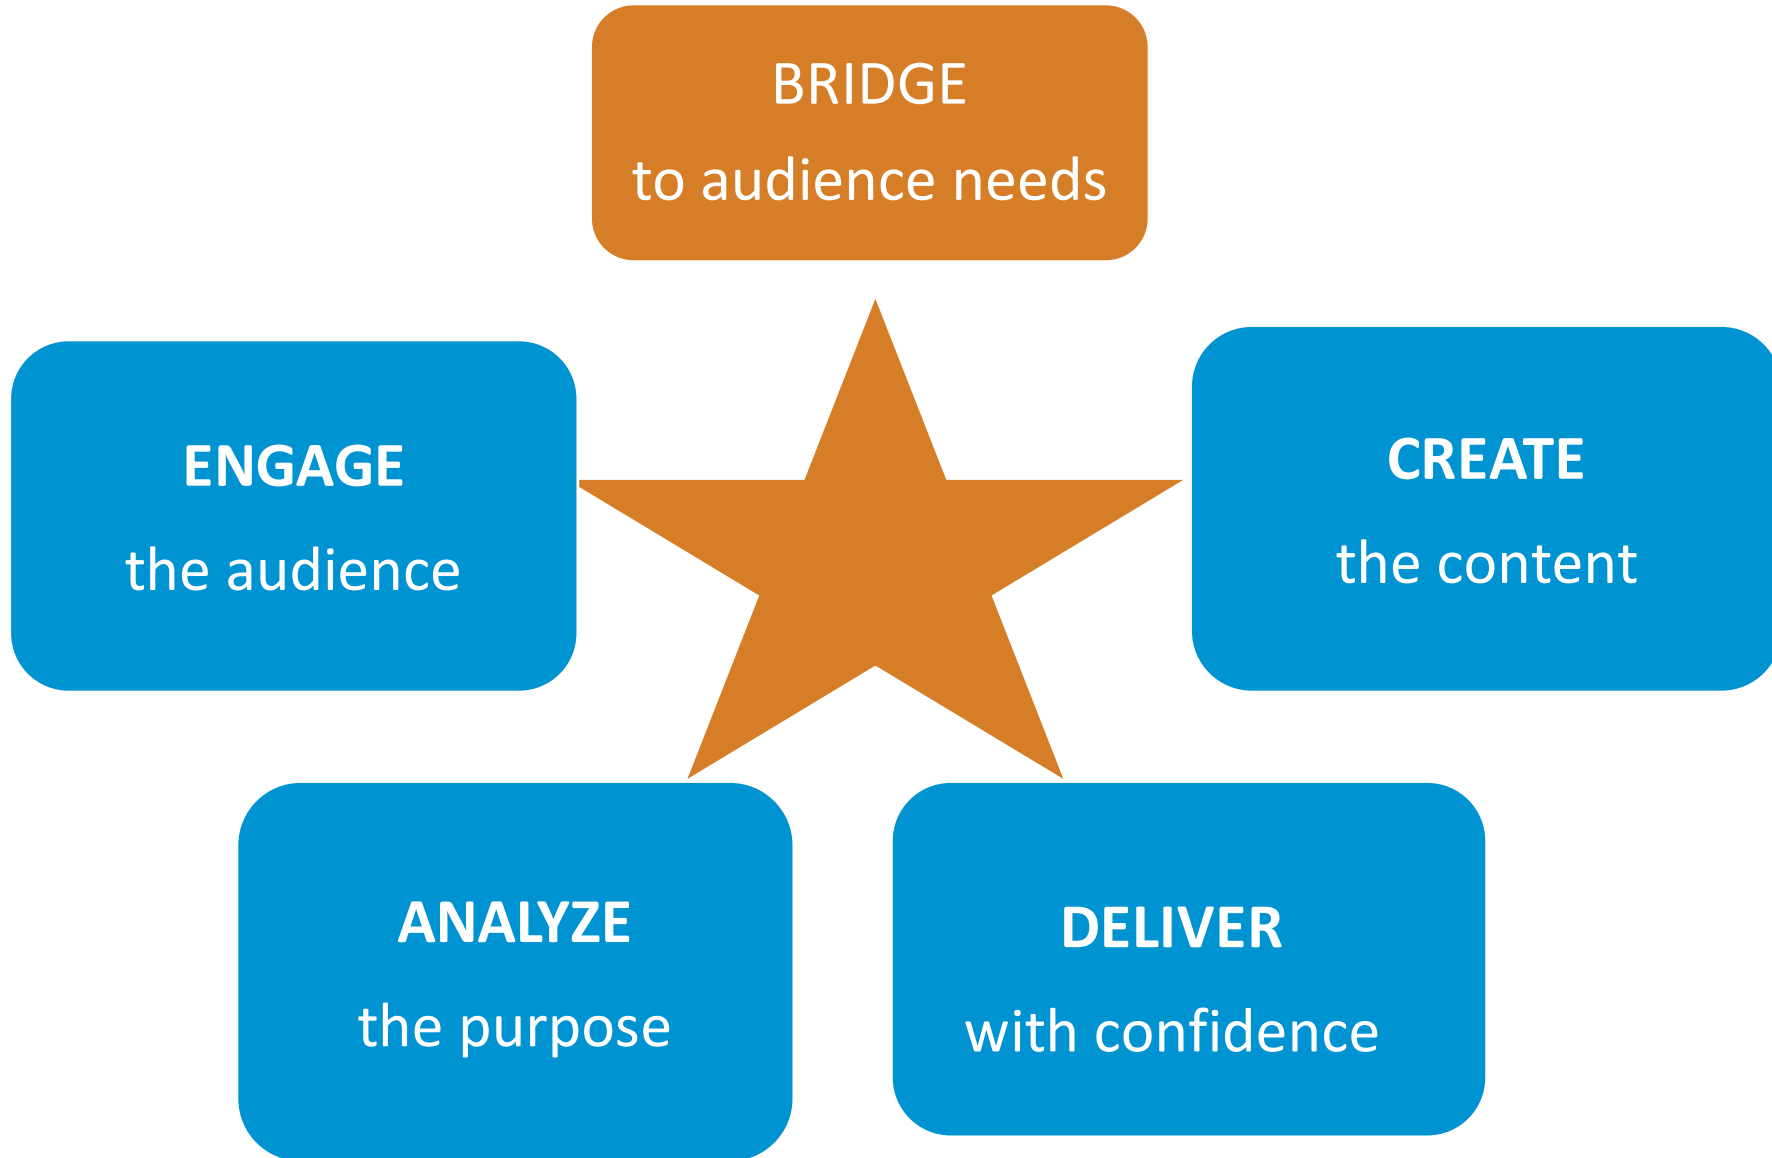 BRIDGE
to audience needs
ENGAGE
the audience
CREATE
the content
ANALYZE
the purpose
DELIVER
with confidence